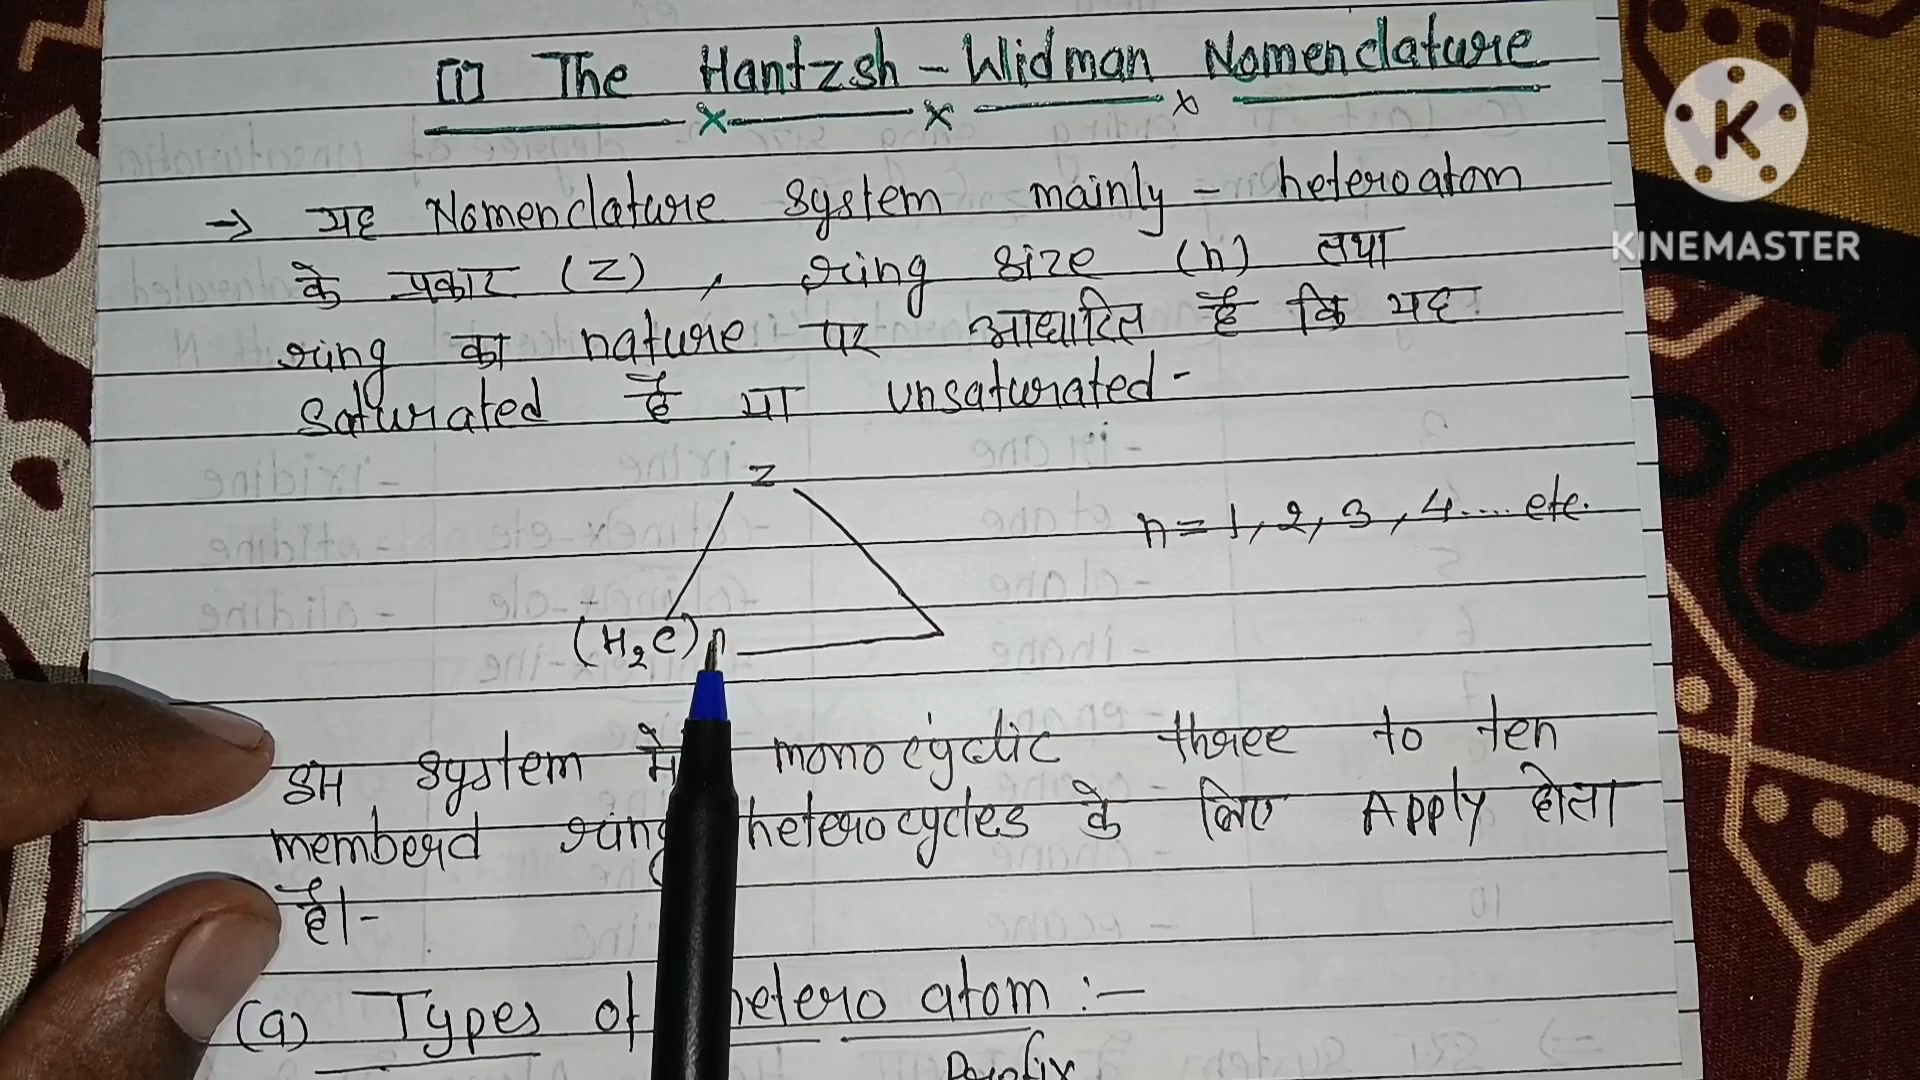 [1] The Hantzsh - Widman Nomenclature
→ यह Nomenclature system mainly - heteroatom
के प्रकार (Z), ring size (n) तथा
ring का nature पर आधारित है कि यह
saturated है या unsaturated -
Z
n = 1, 2, 3, 4.... etc.
(H₂C)n
इस system में monocyclic three to ten
memberd ring heterocycles के लिए Apply होता
है।-
(a) Types of hetero atom :-
Prefix
K
KINEMASTER